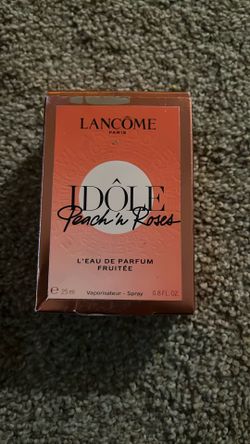 LANCÔME
PARIS
IDÔLE
Peach 'n Roses
L'EAU DE PARFUM
FRUITÉE
℮ 25 ml Vaporisateur - Spray 0.8 FL. OZ.